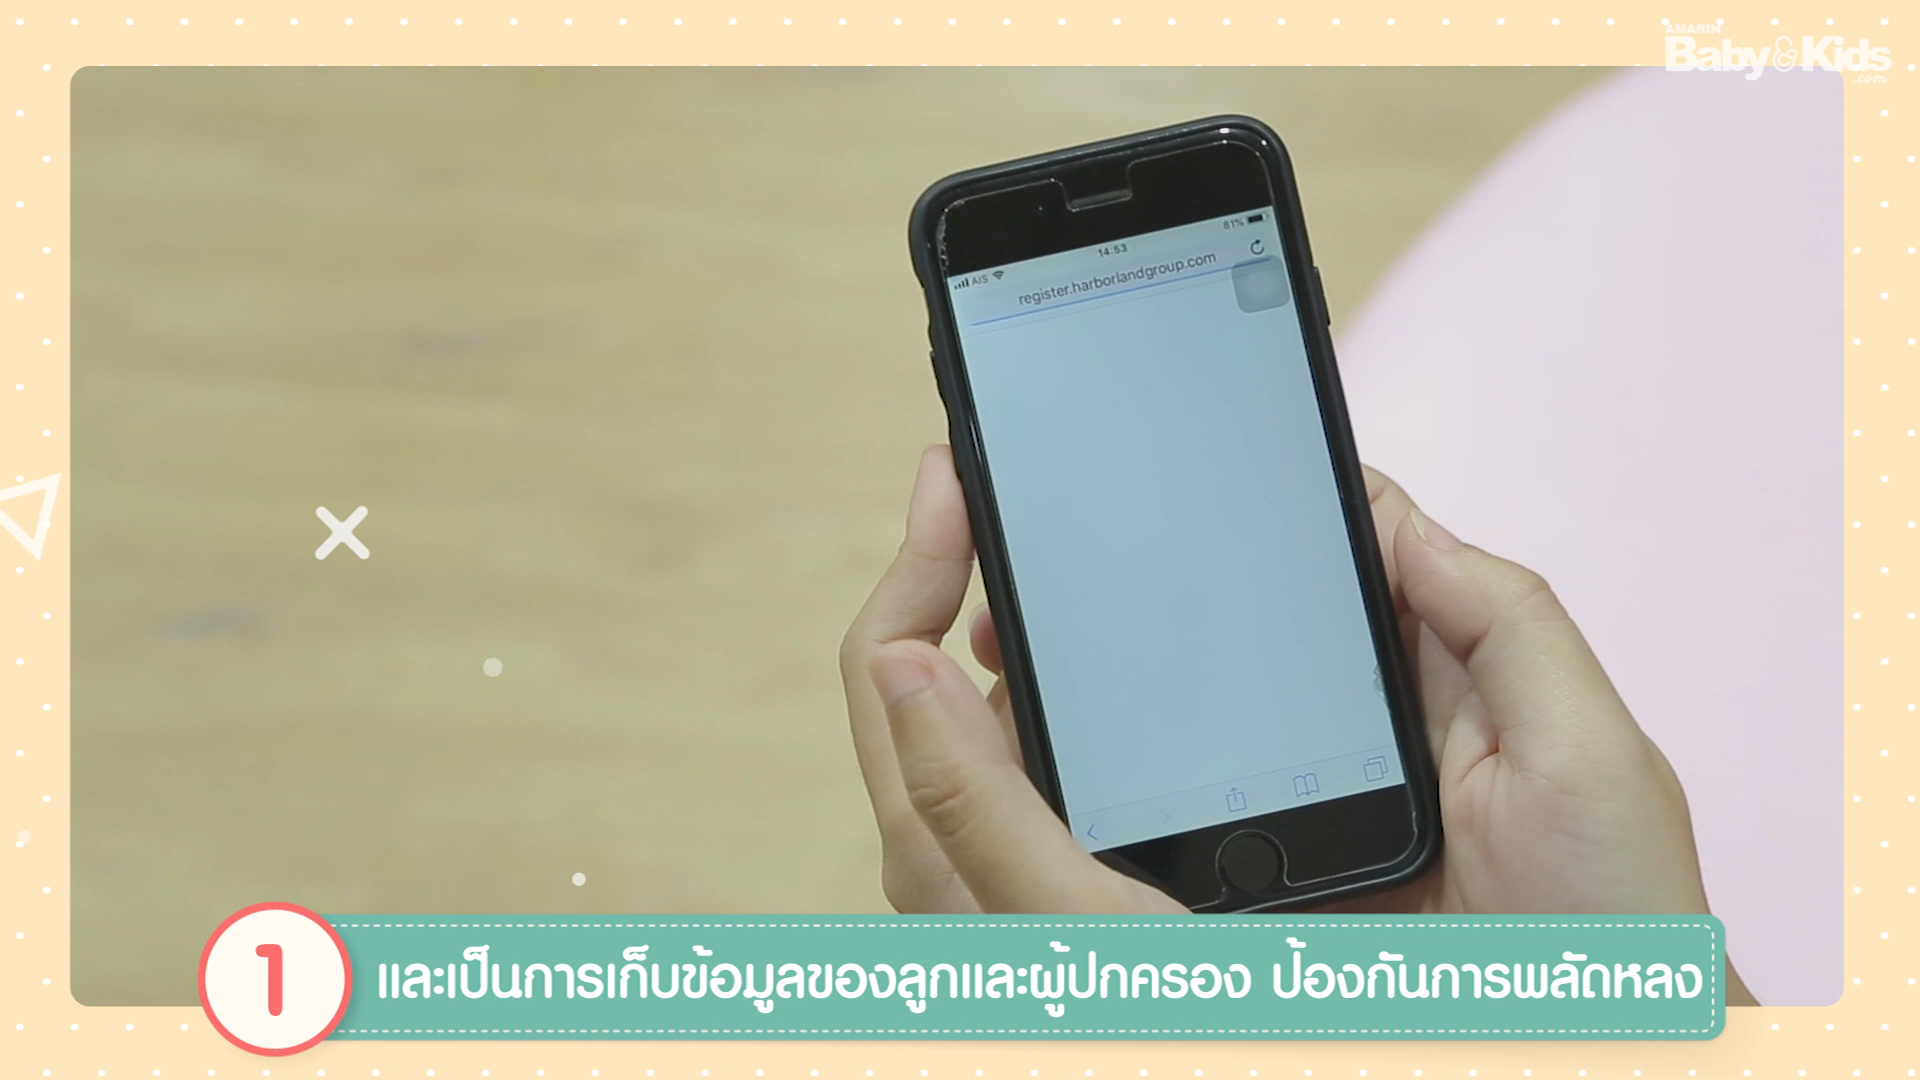 AMARIN
Baby&Kids
.com
81%
14:53
AIS
register.harborlandgroup.com
1
และเป็นการเก็บข้อมูลของลูกและผู้ปกครอง ป้องกันการพลัดหลง